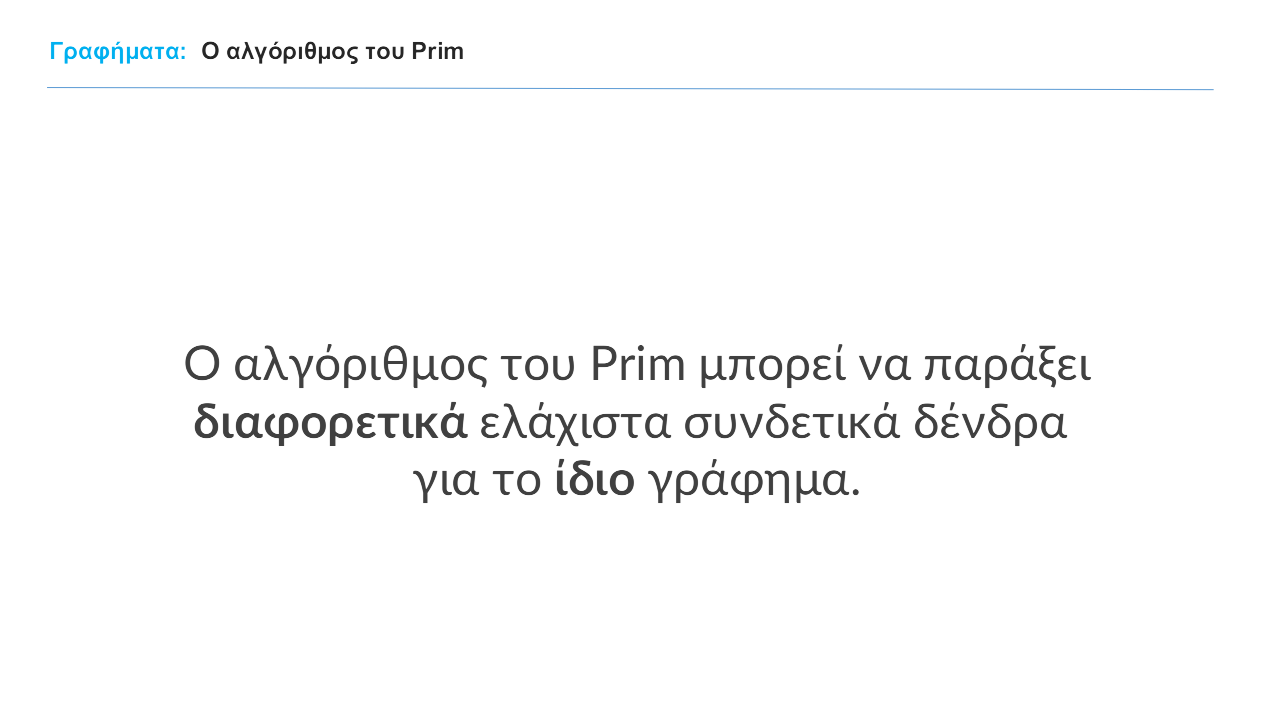 Γραφήματα: Ο αλγόριθμος του Prim
Ο αλγόριθμος του Prim μπορεί να παράξει
διαφορετικά ελάχιστα συνδετικά δένδρα
για το ίδιο γράφημα.